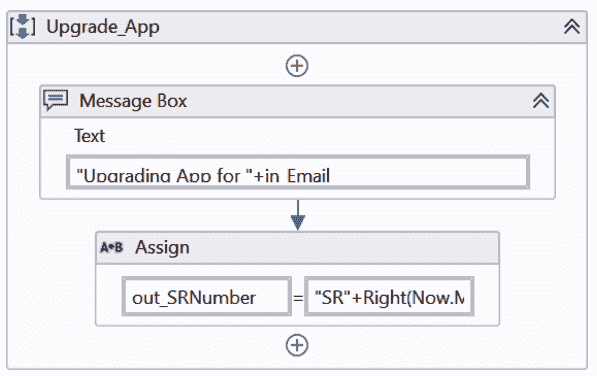 Upgrade_App
Message Box
Text
"Upgrading App for "+in_Email
A•B Assign
out_SRNumber = "SR"+Right(Now.M